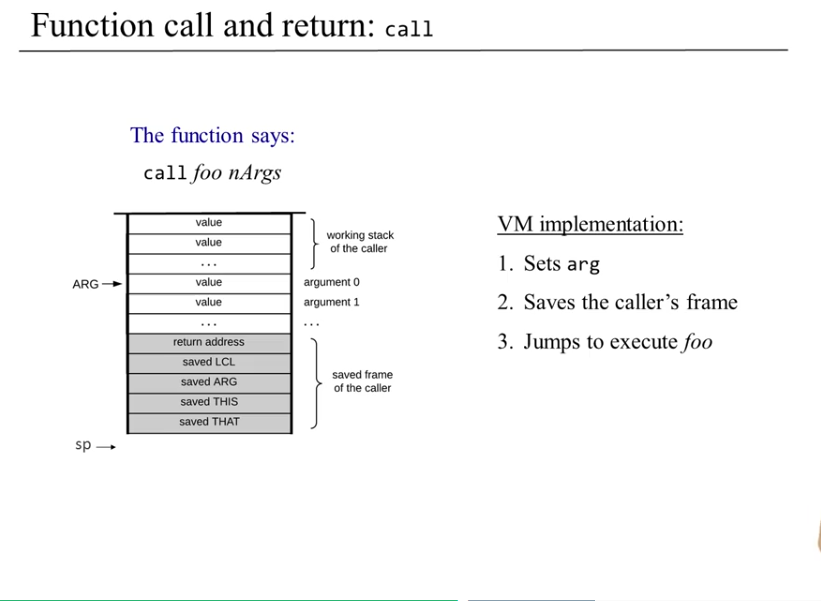 Function call and return: call
The function says:
call foo nArgs
value
value
...
value
value
...
return address
saved LCL
saved ARG
saved THIS
saved THAT
ARG
sp
working stack
of the caller
argument 0
argument 1
...
saved frame
of the caller
VM implementation:
1. Sets arg
2. Saves the caller’s frame
3. Jumps to execute foo